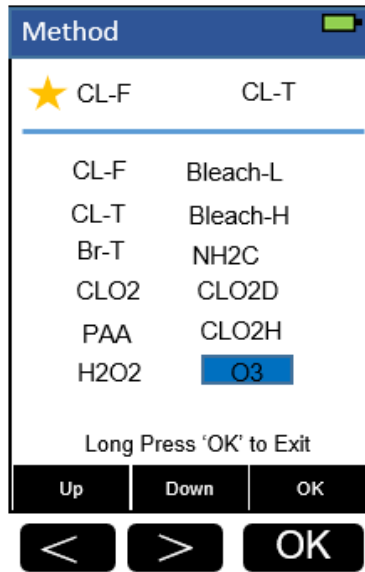 Method
CL-F CL-T
CL-F Bleach-L
CL-T Bleach-H
Br-T NH2C
CLO2 CLO2D
PAA CLO2H
H2O2 O3
Long Press ‘OK’ to Exit
Up Down OK
< > OK